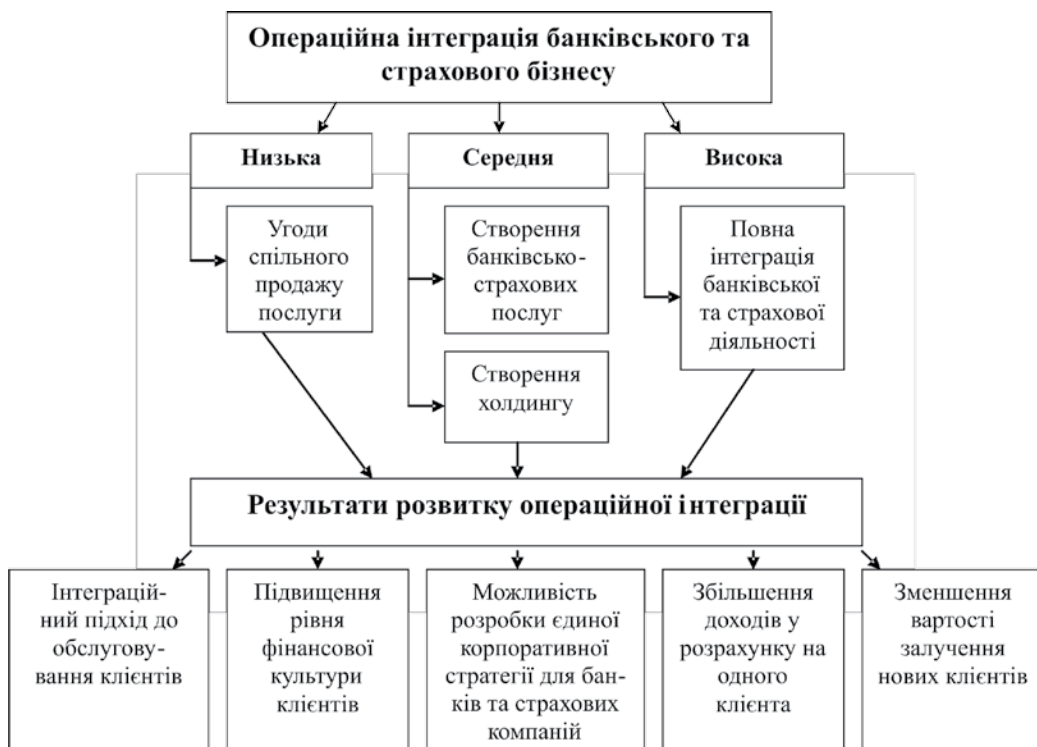 Операційна інтеграція банківського та
страхового бізнесу
Низька
Середня
Висока
Угоди
спільного
продажу
послуги
Створення
банківсько-
страхових
послуг
Повна
інтеграція
банківської
та страхової
діяльності
Створення
холдингу
Результати розвитку операційної інтеграції
Інтеграцій-
ний підхід до
обслугову-
вання клієнтів
Підвищення
рівня
фінансової
культури
клієнтів
Можливість
розробки єдиної
корпоративної
стратегії для бан-
ків та страхових
компаній
Збільшення
доходів у
розрахунку на
одного
клієнта
Зменшення
вартості
залучення
нових клієнтів